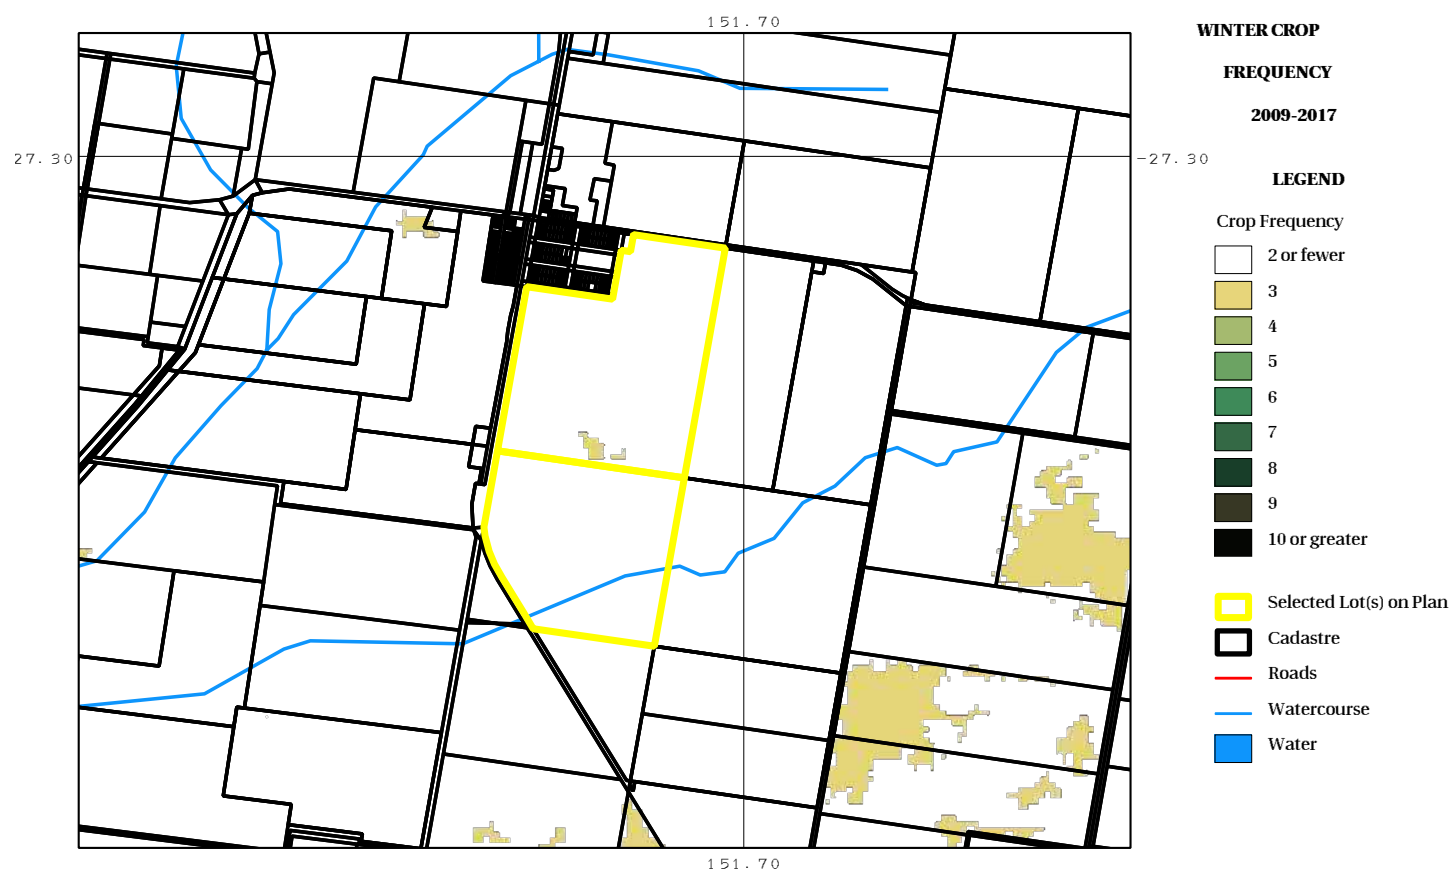 151.70
WINTER CROP
FREQUENCY
2009-2017
27.30
-27.30
LEGEND
Crop Frequency
2 or fewer
3
4
5
6
7
8
9
10 or greater
Selected Lot(s) on Plan
Cadastre
Roads
Watercourse
Water
151.70